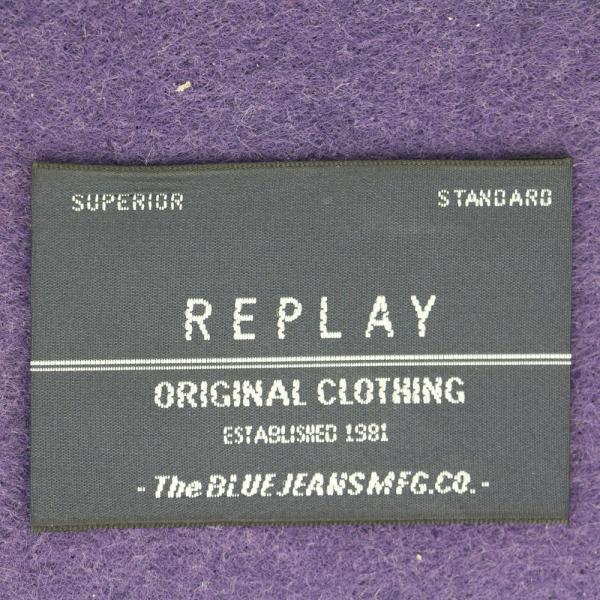 SUPERIOR STANDARD
REPLAY
ORIGINAL CLOTHING
ESTABLISHED 1981
- The BLUE JEANS MFG.CO. -